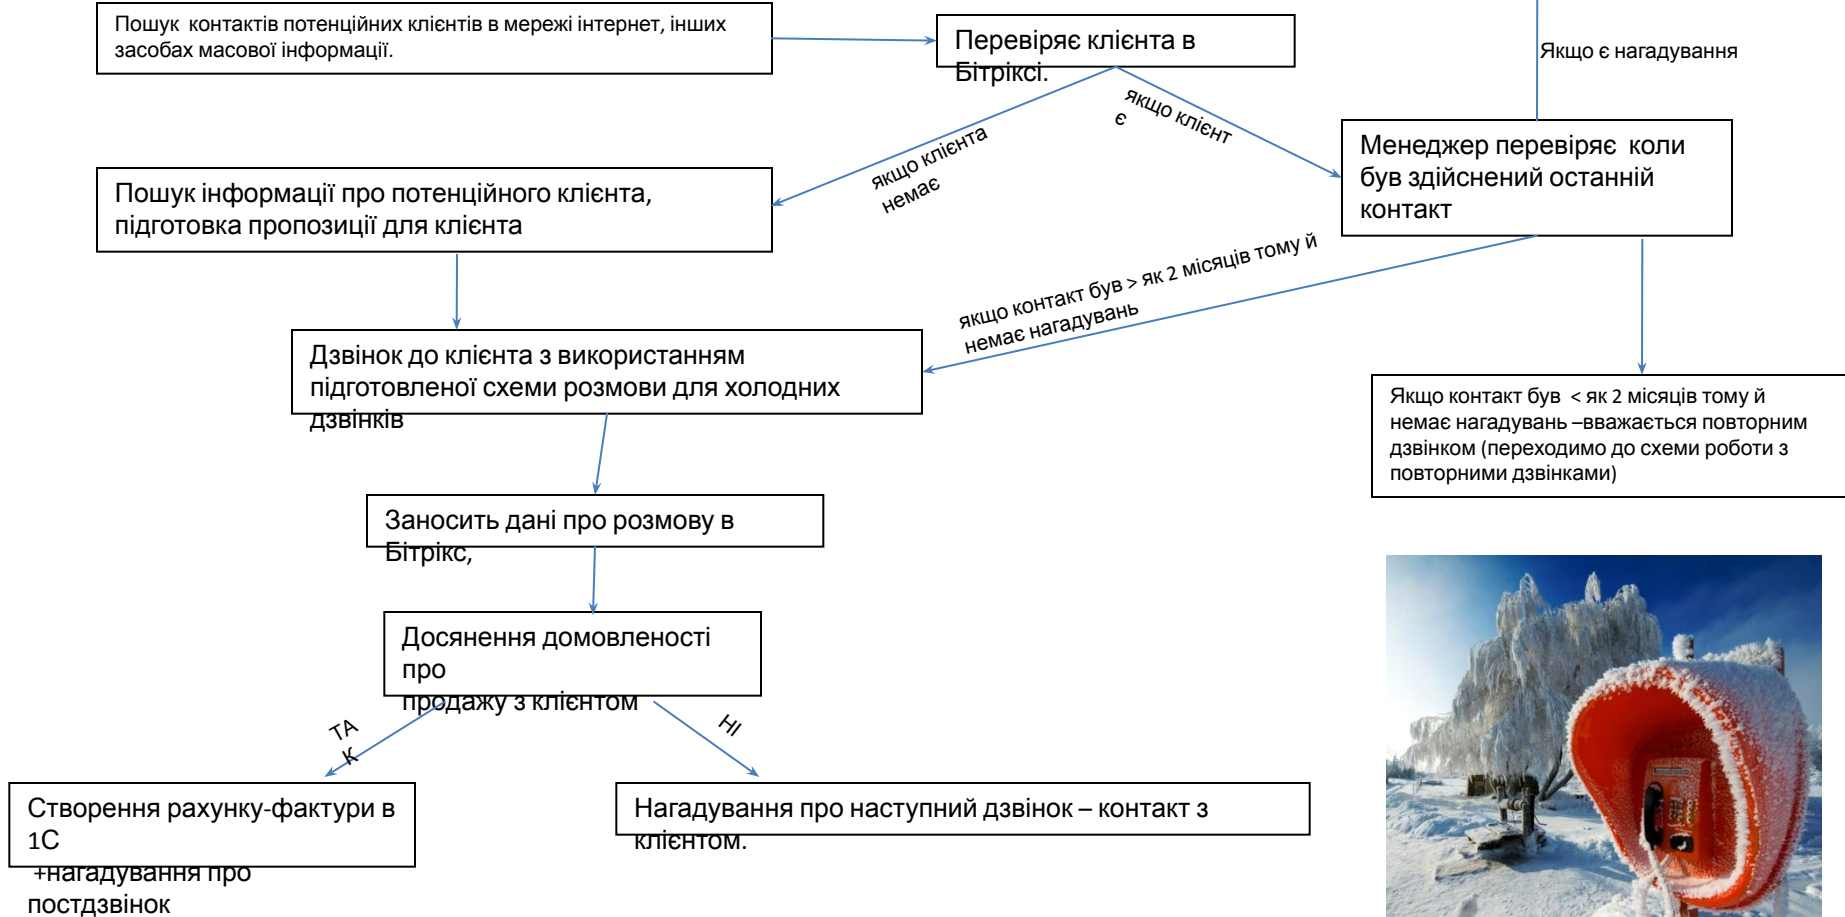 Пошук контактів потенційних клієнтів в мережі інтернет, інших
засобах масової інформації.
Перевіряє клієнта в
Бітріксі.
Якщо є нагадування
якщо клієнта
немає
якщо клієнт
є
Менеджер перевіряє коли
був здійснений останній
контакт
Пошук інформації про потенційного клієнта,
підготовка пропозиції для клієнта
якщо контакт був > як 2 місяців тому й
немає нагадувань
Дзвінок до клієнта з використанням
підготовленої схеми розмови для холодних
дзвінків
Якщо контакт був < як 2 місяців тому й
немає нагадувань –вважається повторним
дзвінком (переходимо до схеми роботи з
повторними дзвінками)
Заносить дані про розмову в
Бітрікс,
Досянення домовленості
про
продажу з клієнтом
ТА
К
НІ
Створення рахунку-фактури в
1С
+нагадування про
постдзвінок
Нагадування про наступний дзвінок – контакт з
клієнтом.